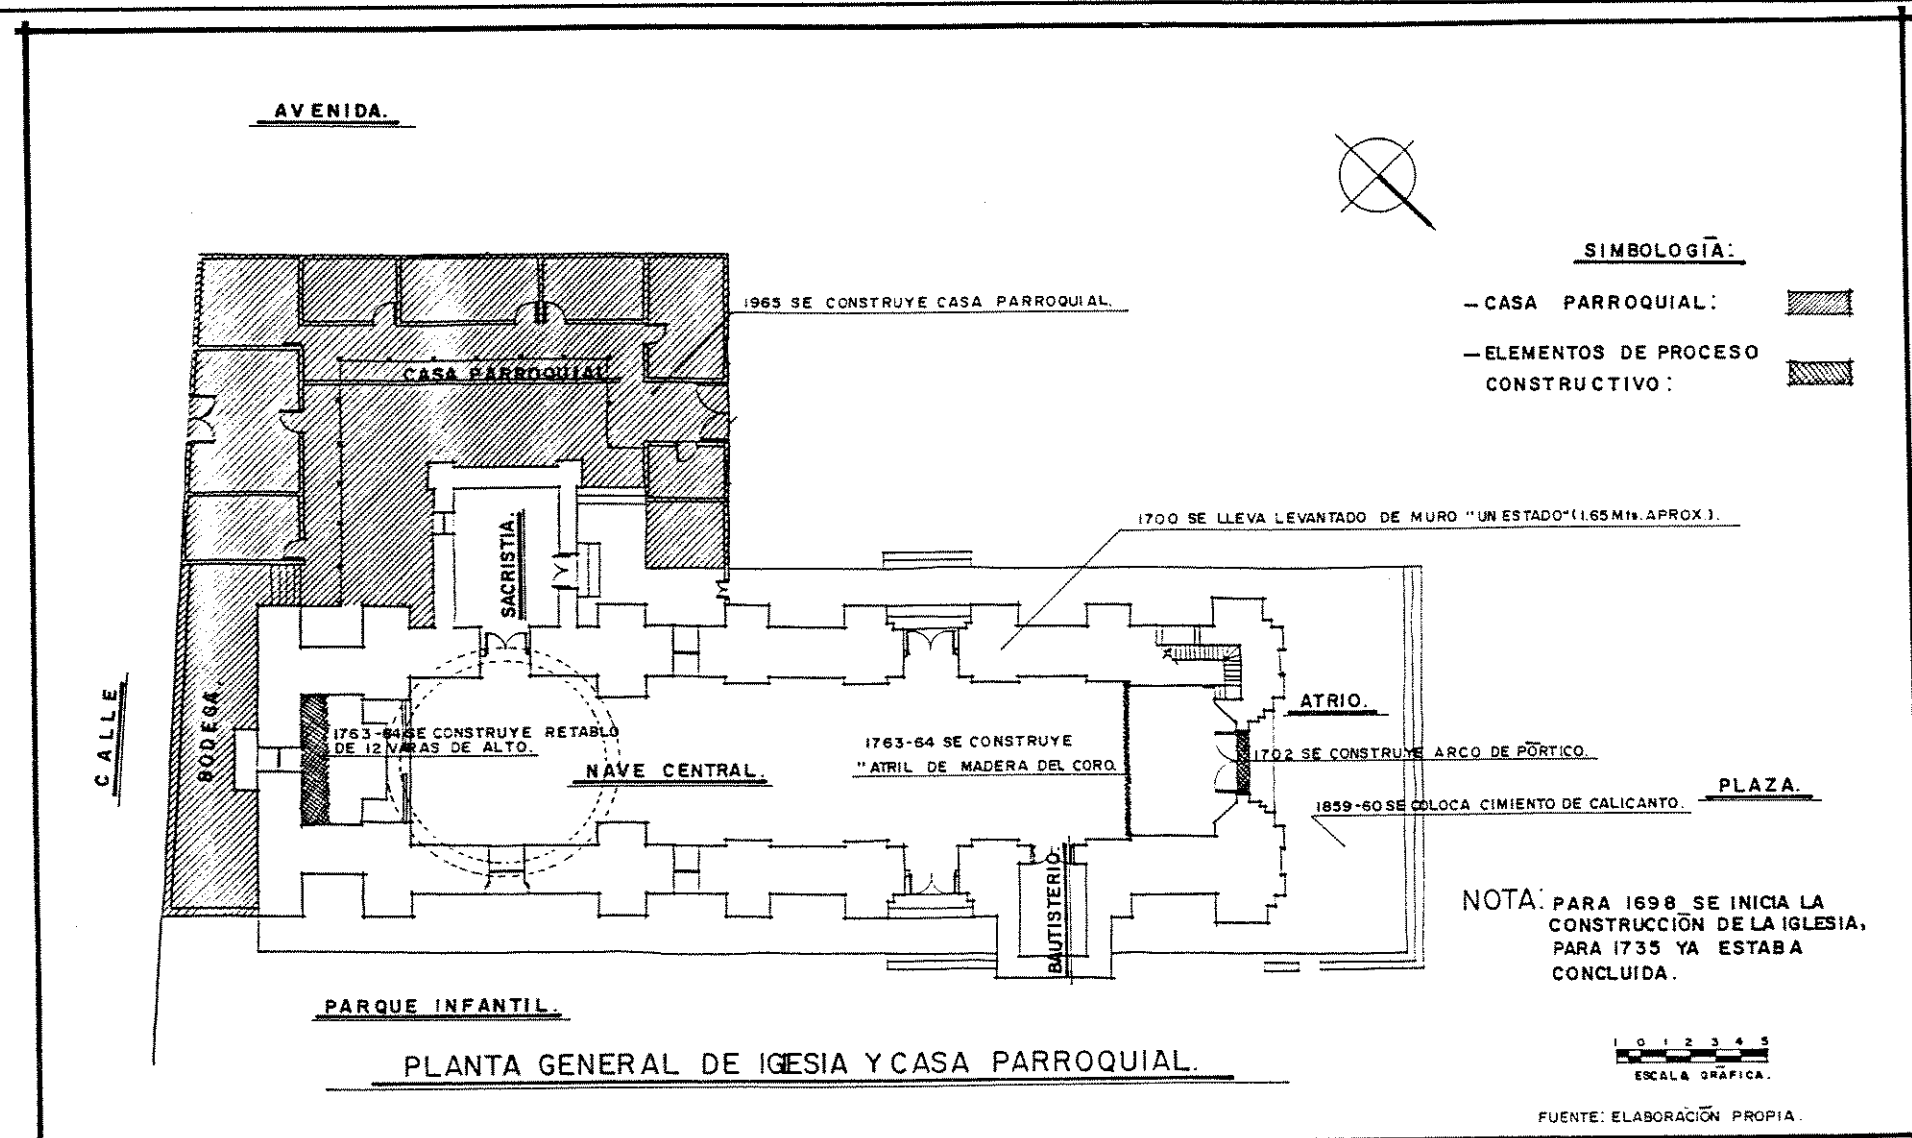 AVENIDA.
SIMBOLOGÍA:
1965 SE CONSTRUYE CASA PARROQUIAL.
— CASA PARROQUIAL:
— ELEMENTOS DE PROCESO
CONSTRUCTIVO:
CASA PARROQUIAL
1700 SE LLEVA LEVANTADO DE MURO "UN ESTADO" (1.65 Mts. APROX.).
SACRISTIA.
CALLE
BODEGA.
ATRIO.
1763-64 SE CONSTRUYE RETABLO
DE 12 VARAS DE ALTO.
1763-64 SE CONSTRUYE
"ATRIL DE MADERA DEL CORO.
1702 SE CONSTRUYE ARCO DE PÓRTICO.
NAVE CENTRAL.
PLAZA.
1859-60 SE COLOCA CIMIENTO DE CALICANTO.
BAUTISTERIO.
NOTA: PARA 1698 SE INICIA LA
CONSTRUCCIÓN DE LA IGLESIA,
PARA 1735 YA ESTABA
CONCLUIDA.
PARQUE INFANTIL.
PLANTA GENERAL DE IGESIA Y CASA PARROQUIAL.
1 0 1 2 3 4 5
ESCALA GRÁFICA.
FUENTE: ELABORACIÓN PROPIA.